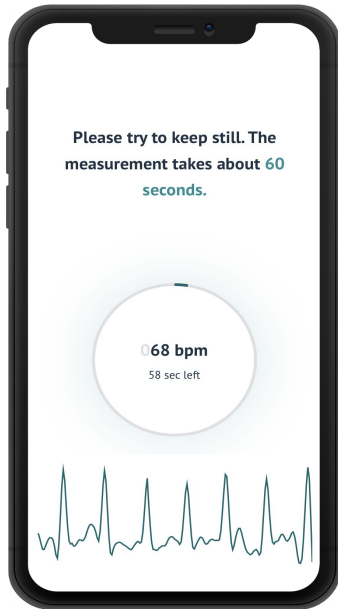 Please try to keep still. The
measurement takes about 60
seconds.
068 bpm
58 sec left